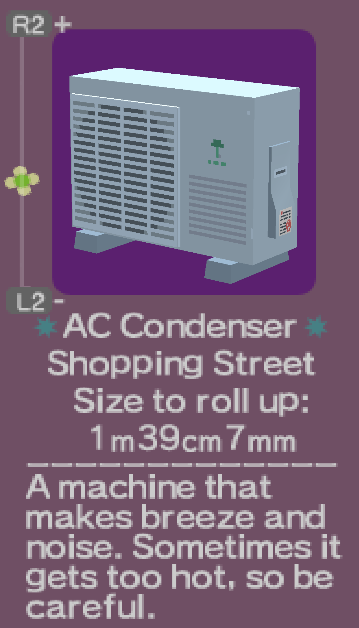 R2 +
L2 -
AC Condenser
Shopping Street
Size to roll up:
1m39cm7mm
A machine that
makes breeze and
noise. Sometimes it
gets too hot, so be
careful.